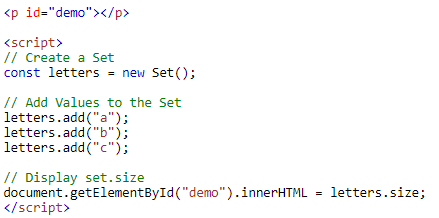 <p id="demo"></p>
<script>
// Create a Set
const letters = new Set();
// Add Values to the Set
letters.add("a");
letters.add("b");
letters.add("c");
// Display set.size
document.getElementById("demo").innerHTML = letters.size;
</script>